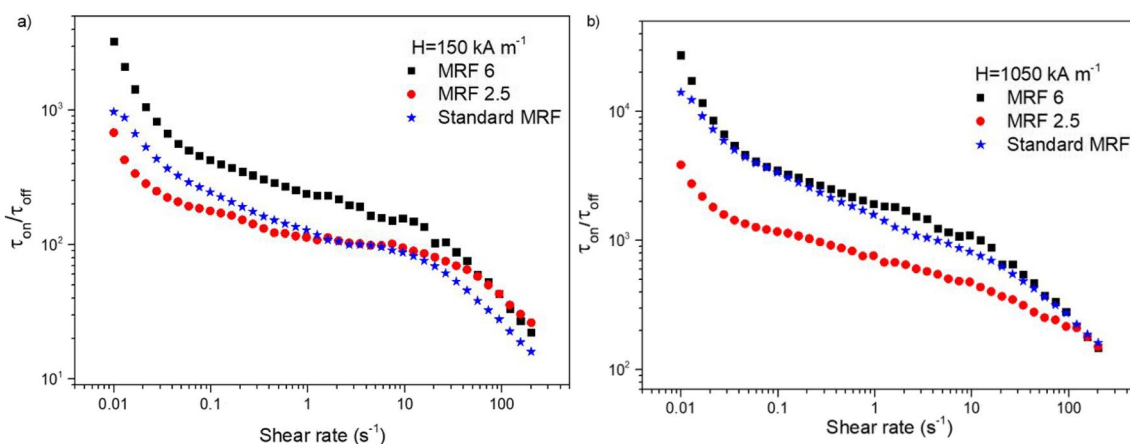 a)
H=150 kA m⁻¹
MRF 6
MRF 2.5
Standard MRF
τon/τoff
10³
10²
10¹
0.01 0.1 1 10 100
Shear rate (s⁻¹)
b)
H=1050 kA m⁻¹
MRF 6
MRF 2.5
Standard MRF
τon/τoff
10⁴
10³
10²
0.01 0.1 1 10 100
Shear rate (s⁻¹)